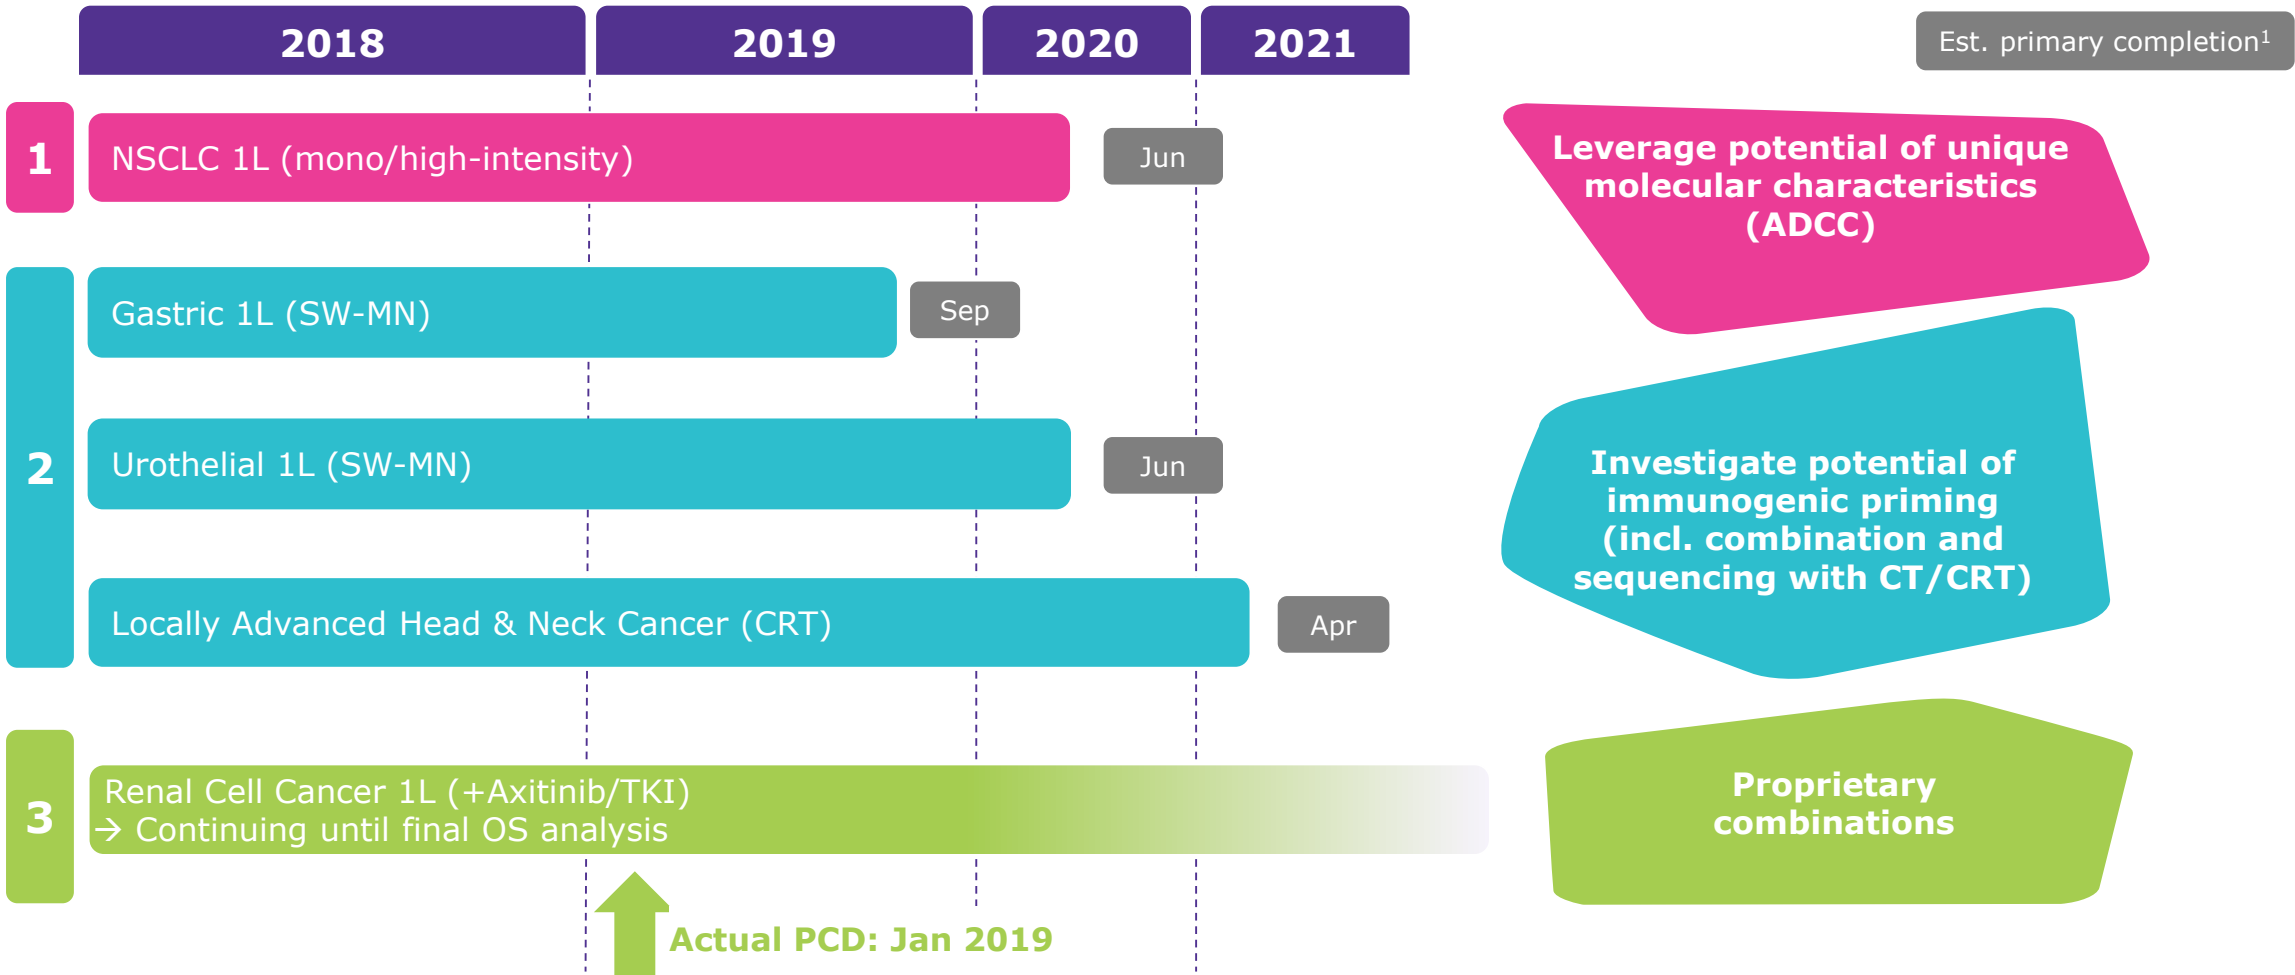 2018
2019
2020
2021
Est. primary completion¹
1
NSCLC 1L (mono/high-intensity)
Jun
Leverage potential of unique
molecular characteristics
(ADCC)
2
Gastric 1L (SW-MN)
Sep
Urothelial 1L (SW-MN)
Jun
Locally Advanced Head & Neck Cancer (CRT)
Apr
Investigate potential of
immunogenic priming
(incl. combination and
sequencing with CT/CRT)
3
Renal Cell Cancer 1L (+Axitinib/TKI)
→ Continuing until final OS analysis
Actual PCD: Jan 2019
Proprietary
combinations